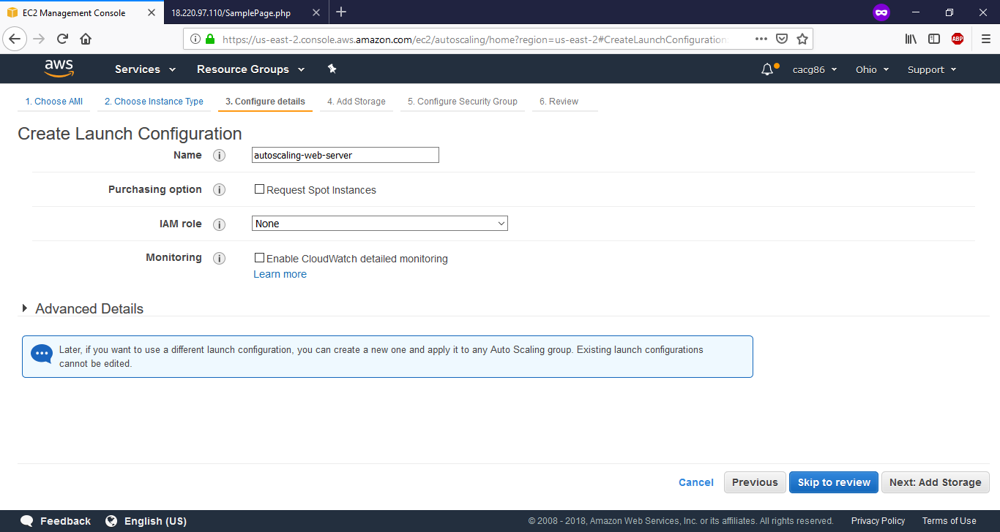 EC2 Management Console
18.220.97.110/SamplePage.php
https://us-east-2.console.aws.amazon.com/ec2/autoscaling/home?region=us-east-2#CreateLaunchConfiguration
ABP
aws Services Resource Groups cacg86 Ohio Support
1. Choose AMI 2. Choose Instance Type 3. Configure details 4. Add Storage 5. Configure Security Group 6. Review
Create Launch Configuration
Name i autoscaling-web-server
Purchasing option i Request Spot Instances
IAM role i None
Monitoring i Enable CloudWatch detailed monitoring
Learn more
Advanced Details
Later, if you want to use a different launch configuration, you can create a new one and apply it to any Auto Scaling group. Existing launch configurations
cannot be edited.
Cancel Previous Skip to review Next: Add Storage
Feedback English (US) © 2008 - 2018, Amazon Web Services, Inc. or its affiliates. All rights reserved. Privacy Policy Terms of Use